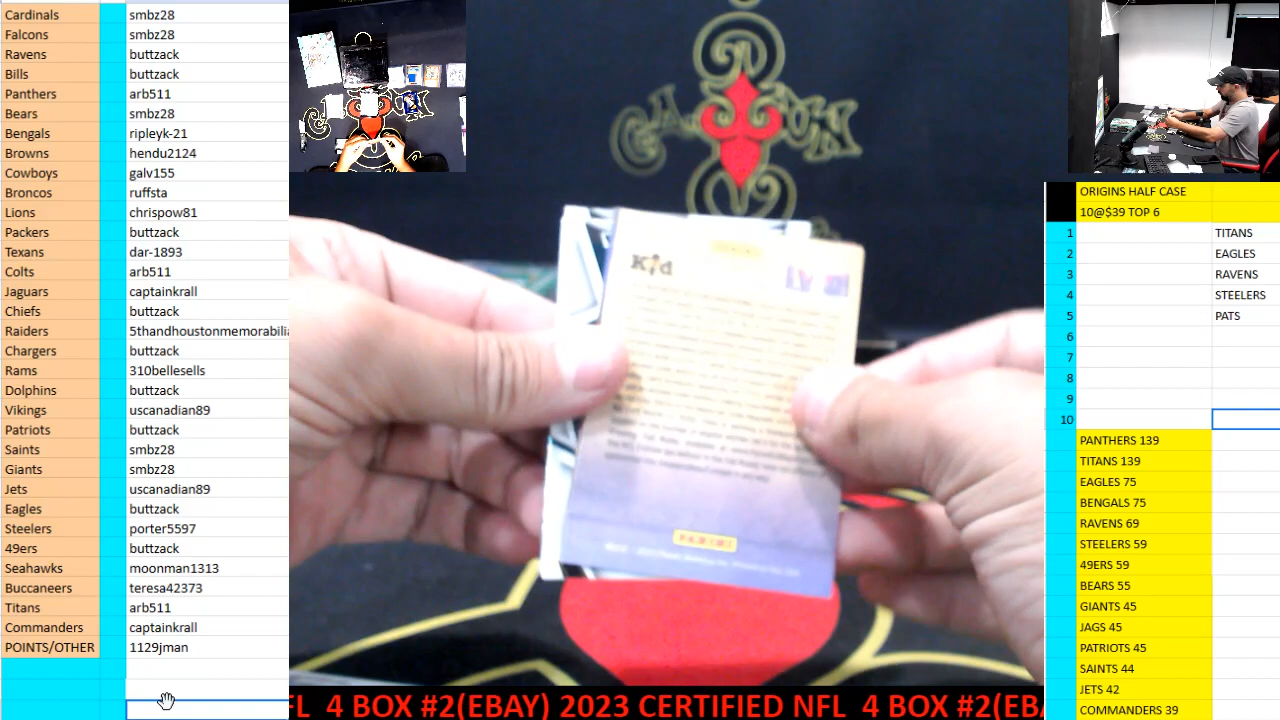 Cardinals smbz28
Falcons smbz28
Ravens buttzack
Bills buttzack
Panthers arb511
Bears smbz28
Bengals ripleyk-21
Browns hendu2124
Cowboys galv155
Broncos ruffsta
Lions chrispow81
Packers buttzack
Texans dar-1893
Colts arb511
Jaguars captainkrall
Chiefs buttzack
Raiders 5thandhoustonmemorabili
Chargers buttzack
Rams 310bellesells
Dolphins buttzack
Vikings uscanadian89
Patriots buttzack
Saints smbz28
Giants smbz28
Jets uscanadian89
Eagles buttzack
Steelers porter5597
49ers buttzack
Seahawks moonman1313
Buccaneers teresa42373
Titans arb511
Commanders captainkrall
POINTS/OTHER 1129jman
Kid
PANINI
FL 4 BOX #2(EBAY) 2023 CERTIFIED NFL 4 BOX #2(EBA
ORIGINS HALF CASE
10@$39 TOP 6
1 TITANS
2 EAGLES
3 RAVENS
4 STEELERS
5 PATS
6
7
8
9
10
PANTHERS 139
TITANS 139
EAGLES 75
BENGALS 75
RAVENS 69
STEELERS 59
49ERS 59
BEARS 55
GIANTS 45
JAGS 45
PATRIOTS 45
SAINTS 44
JETS 42
COMMANDERS 39